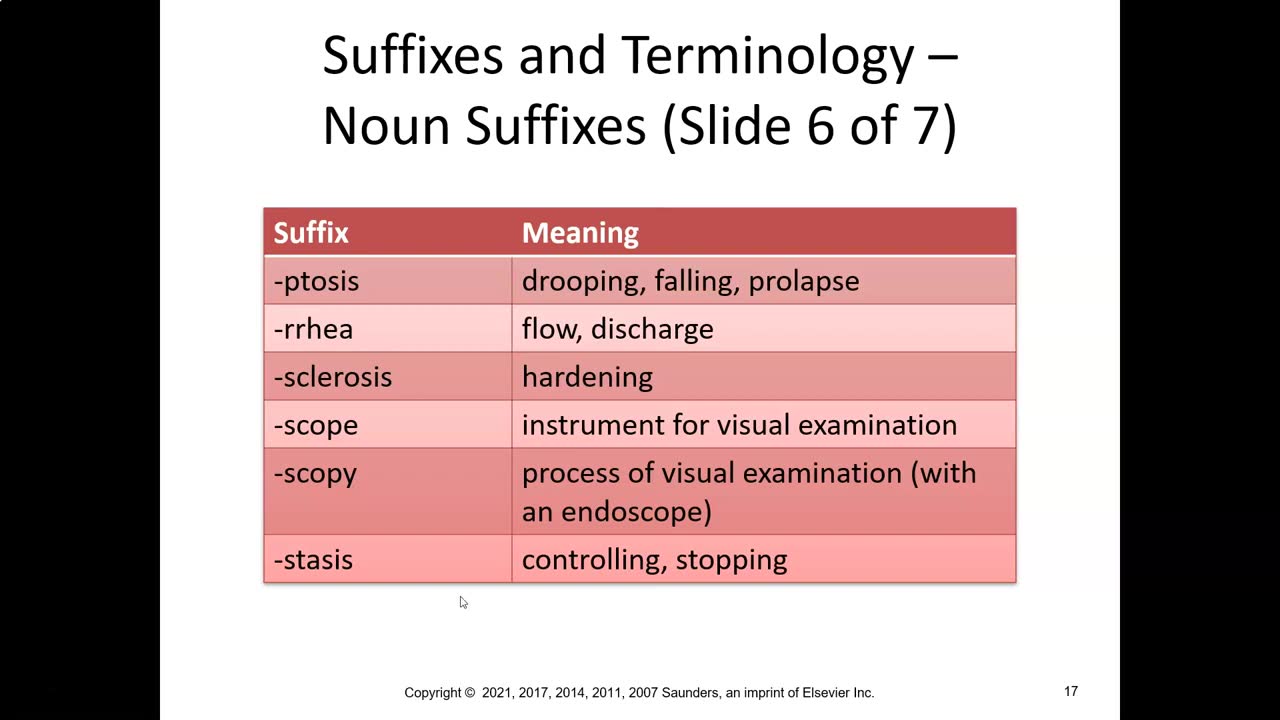 Suffixes and Terminology –
Noun Suffixes (Slide 6 of 7)
Suffix Meaning
-ptosis drooping, falling, prolapse
-rrhea flow, discharge
-sclerosis hardening
-scope instrument for visual examination
-scopy process of visual examination (with
an endoscope)
-stasis controlling, stopping
Copyright © 2021, 2017, 2014, 2011, 2007 Saunders, an imprint of Elsevier Inc.
17